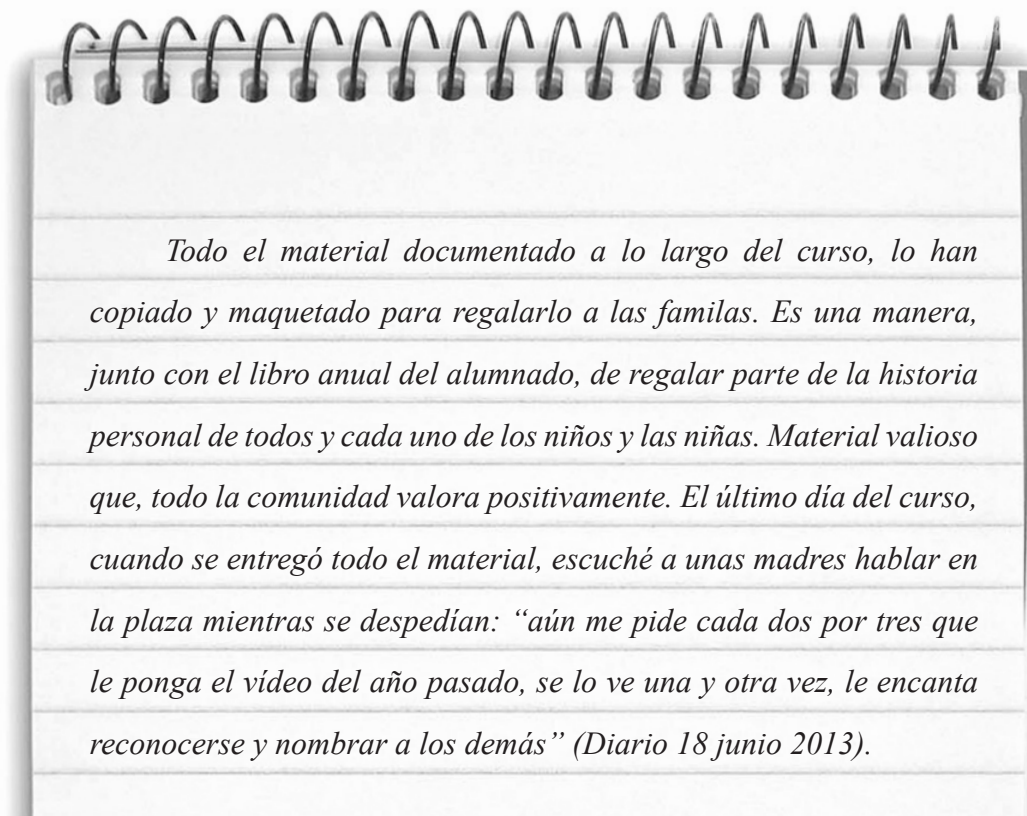 Todo el material documentado a lo largo del curso, lo han
copiado y maquetado para regalarlo a las familas. Es una manera,
junto con el libro anual del alumnado, de regalar parte de la historia
personal de todos y cada uno de los niños y las niñas. Material valioso
que, todo la comunidad valora positivamente. El último día del curso,
cuando se entregó todo el material, escuché a unas madres hablar en
la plaza mientras se despedían: “aún me pide cada dos por tres que
le ponga el vídeo del año pasado, se lo ve una y otra vez, le encanta
reconocerse y nombrar a los demás” (Diario 18 junio 2013).